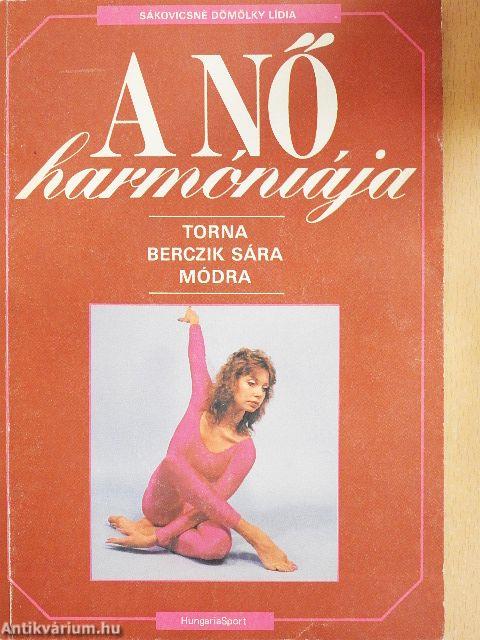 SÁKOVICSNÉ DÖMÖLKY LÍDIA
A NŐ
harmóniája
TORNA
BERCZIK SÁRA
MÓDRA
HungariaSport
Antikvárium.hu